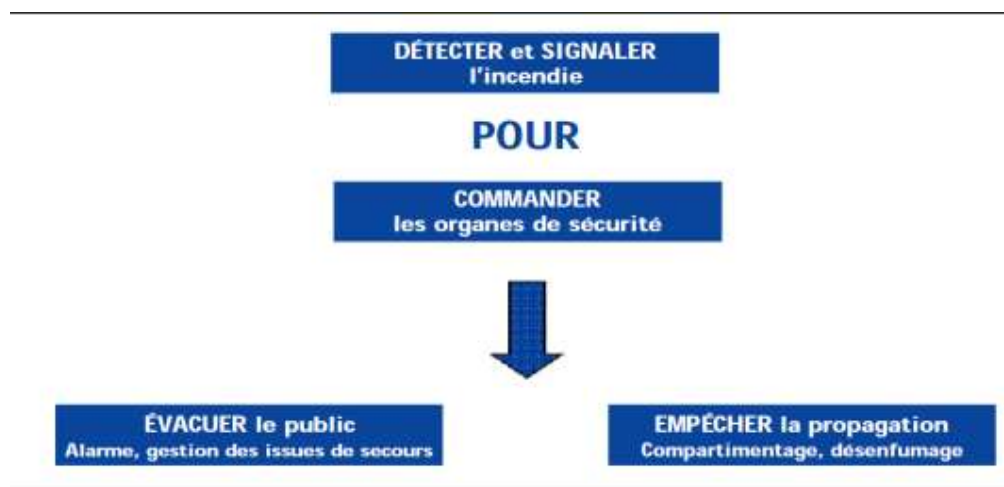 DÉTECTER et SIGNALER
l'incendie
POUR
COMMANDER
les organes de sécurité
ÉVACUER le public
Alarme, gestion des issues de secours
EMPÉCHER la propagation
Compartimentage, désenfumage